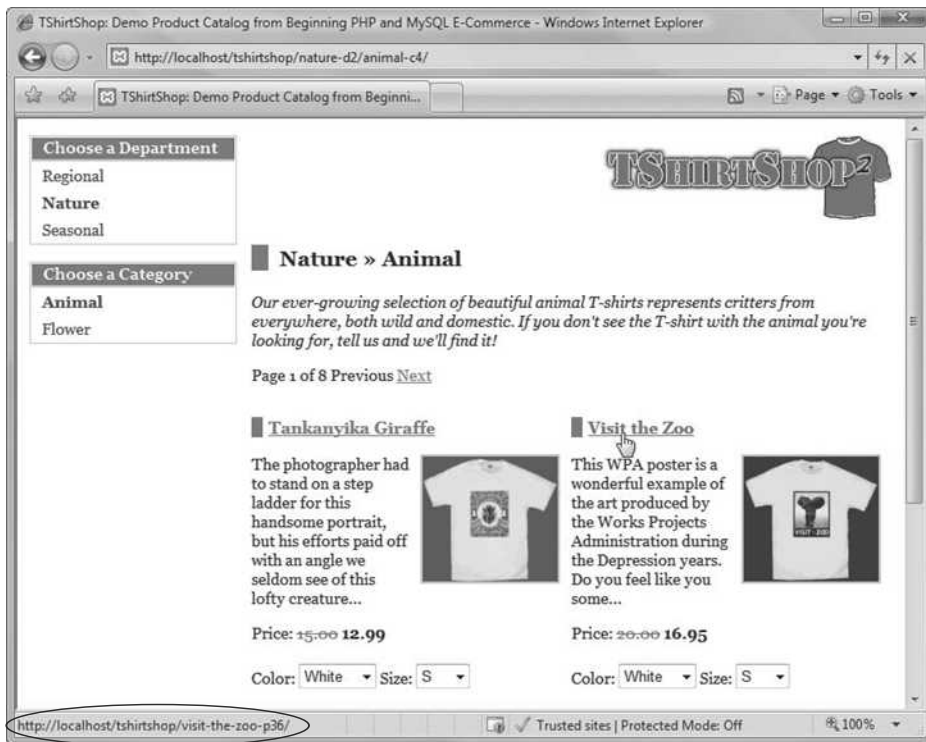 TShirtShop: Demo Product Catalog from Beginning PHP and MySQL E-Commerce - Windows Internet Explorer
http://localhost/tshirtshop/nature-d2/animal-c4/
TShirtShop: Demo Product Catalog from Beginni...
Page
Tools
Choose a Department
Regional
Nature
Seasonal
TSHIRTSHOP²
Choose a Category
Animal
Flower
Nature » Animal
Our ever-growing selection of beautiful animal T-shirts represents critters from
everywhere, both wild and domestic. If you don't see the T-shirt with the animal you're
looking for, tell us and we'll find it!
Page 1 of 8 Previous Next
Tankanyika Giraffe
The photographer had
to stand on a step
ladder for this
handsome portrait,
but his efforts paid off
with an angle we
seldom see of this
lofty creature...
Price: 15.00 12.99
Color: White Size: S
Visit the Zoo
This WPA poster is a
wonderful example of
the art produced by
the Works Projects
Administration during
the Depression years.
Do you feel like you
some...
VISIT · ZOO
Price: 20.00 16.95
Color: White Size: S
http://localhost/tshirtshop/visit-the-zoo-p36/
Trusted sites | Protected Mode: Off
100%